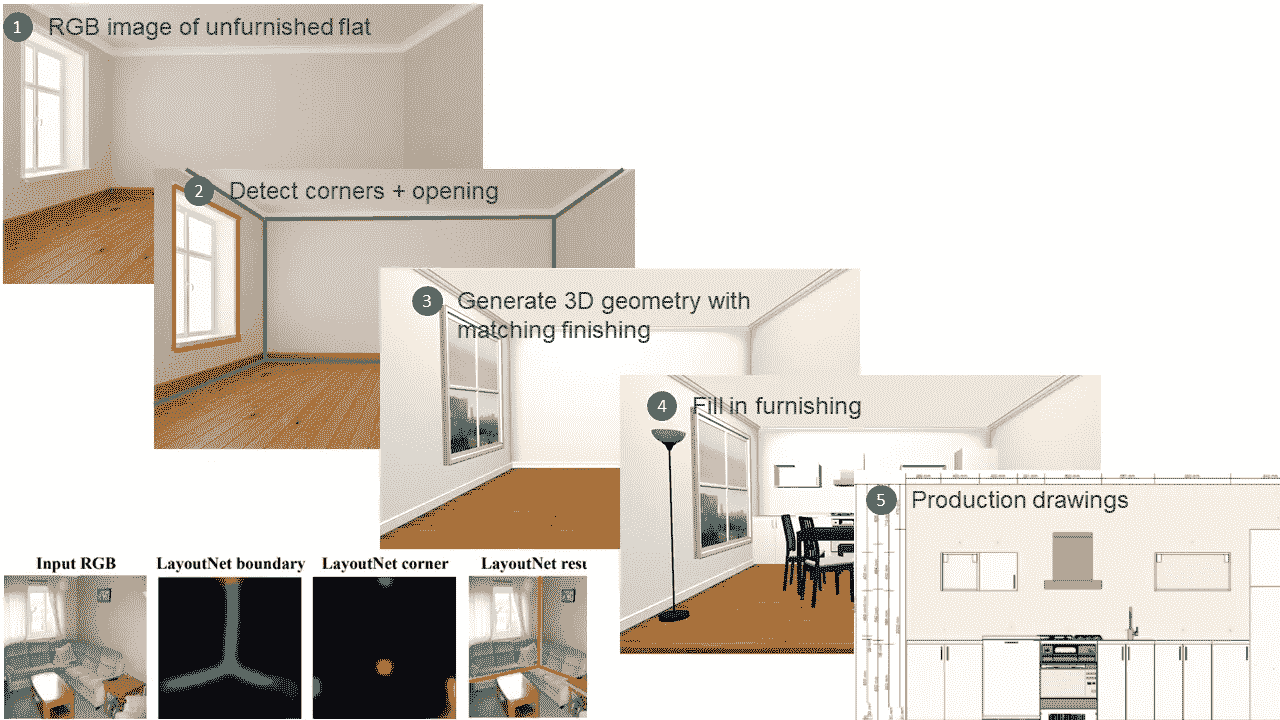 1 RGB image of unfurnished flat
2 Detect corners + opening
3 Generate 3D geometry with
matching finishing
4 Fill in furnishing
5 Production drawings
Input RGB
LayoutNet boundary
LayoutNet corner
LayoutNet resu